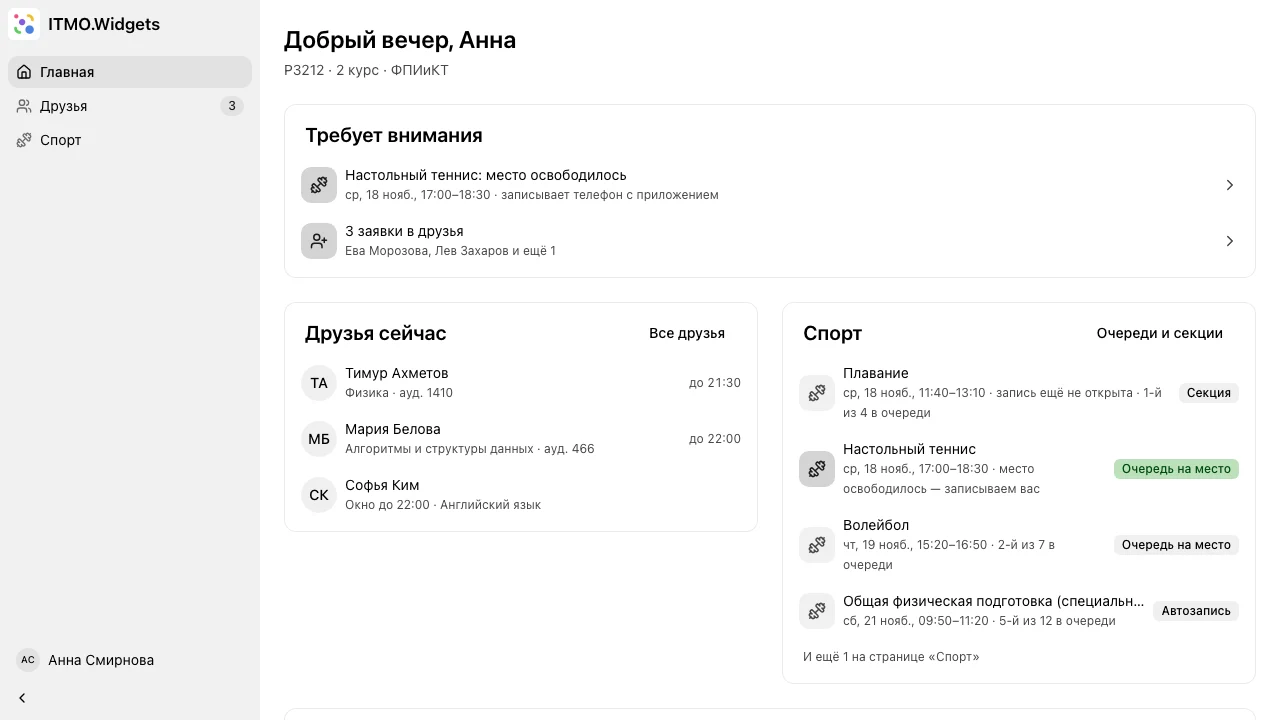 ITMO.Widgets
Главная
Друзья
3
Спорт
Добрый вечер, Анна
P3212 · 2 курс · ФПИиКТ
Требует внимания
Настольный теннис: место освободилось
ср, 18 нояб., 17:00–18:30 · записывает телефон с приложением
3 заявки в друзья
Ева Морозова, Лев Захаров и ещё 1
Друзья сейчас
Все друзья
ТА
Тимур Ахметов
Физика · ауд. 1410
до 21:30
МБ
Мария Белова
Алгоритмы и структуры данных · ауд. 466
до 22:00
СК
Софья Ким
Окно до 22:00 · Английский язык
Спорт
Очереди и секции
Плавание
ср, 18 нояб., 11:40–13:10 · запись ещё не открыта · 1-й
из 4 в очереди
Секция
Настольный теннис
ср, 18 нояб., 17:00–18:30 · место
освободилось — записываем вас
Очередь на место
Волейбол
чт, 19 нояб., 15:20–16:50 · 2-й из 7 в
очереди
Очередь на место
Общая физическая подготовка (специальн...
сб, 21 нояб., 09:50–11:20 · 5-й из 12 в очереди
Автозапись
И ещё 1 на странице «Спорт»
АС
Анна Смирнова